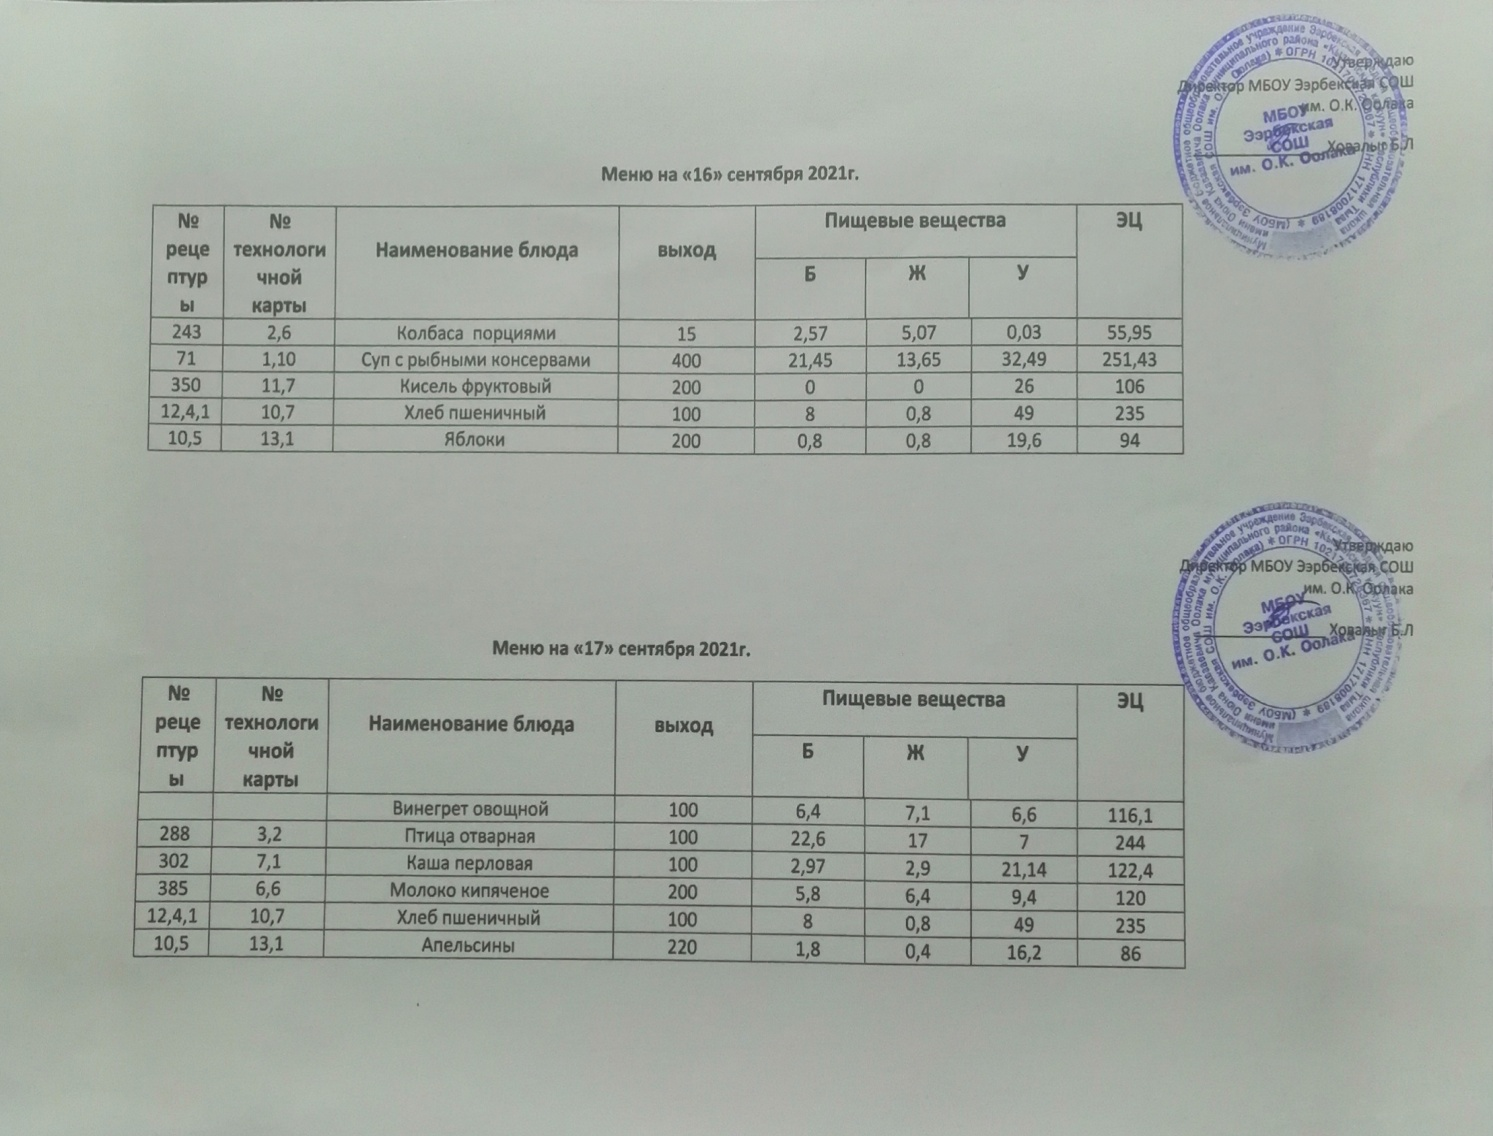 Утверждаю
Директор МБОУ Ээрбекская СОШ
им. О.К. Оолака
Ховалыг Б.Л
МБОУ
Ээрбекская
СОШ
им. О.К. Оолака
Меню на «16» сентября 2021г.
№ рецептуры № технологичной карты Наименование блюда выход Пищевые вещества ЭЦ
Б Ж У
243 2,6 Колбаса порциями 15 2,57 5,07 0,03 55,95
71 1,10 Суп с рыбными консервами 400 21,45 13,65 32,49 251,43
350 11,7 Кисель фруктовый 200 0 0 26 106
12,4,1 10,7 Хлеб пшеничный 100 8 0,8 49 235
10,5 13,1 Яблоки 200 0,8 0,8 19,6 94
Утверждаю
Директор МБОУ Ээрбекская СОШ
им. О.К. Оолака
Ховалыг Б.Л
МБОУ
Ээрбекская
СОШ
им. О.К. Оолака
Меню на «17» сентября 2021г.
№ рецептуры № технологичной карты Наименование блюда выход Пищевые вещества ЭЦ
Б Ж У
Винегрет овощной 100 6,4 7,1 6,6 116,1
288 3,2 Птица отварная 100 22,6 17 7 244
302 7,1 Каша перловая 100 2,97 2,9 21,14 122,4
385 6,6 Молоко кипяченое 200 5,8 6,4 9,4 120
12,4,1 10,7 Хлеб пшеничный 100 8 0,8 49 235
10,5 13,1 Апельсины 220 1,8 0,4 16,2 86